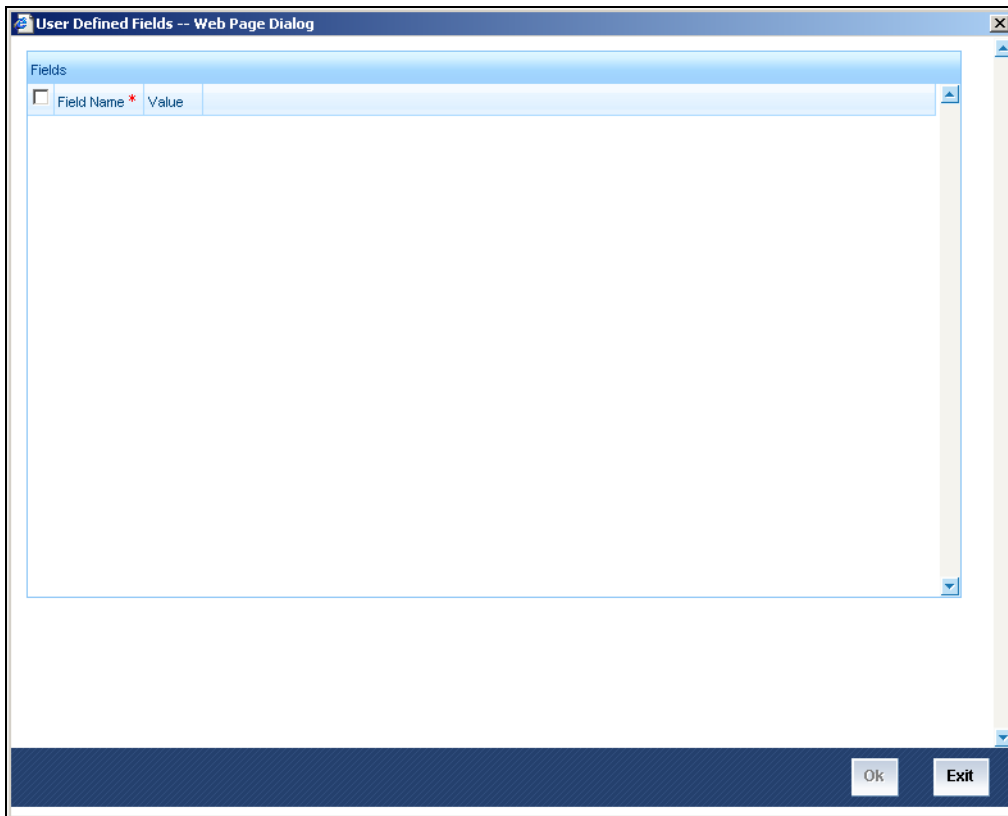 User Defined Fields -- Web Page Dialog
Fields
Field Name * Value
Ok Exit